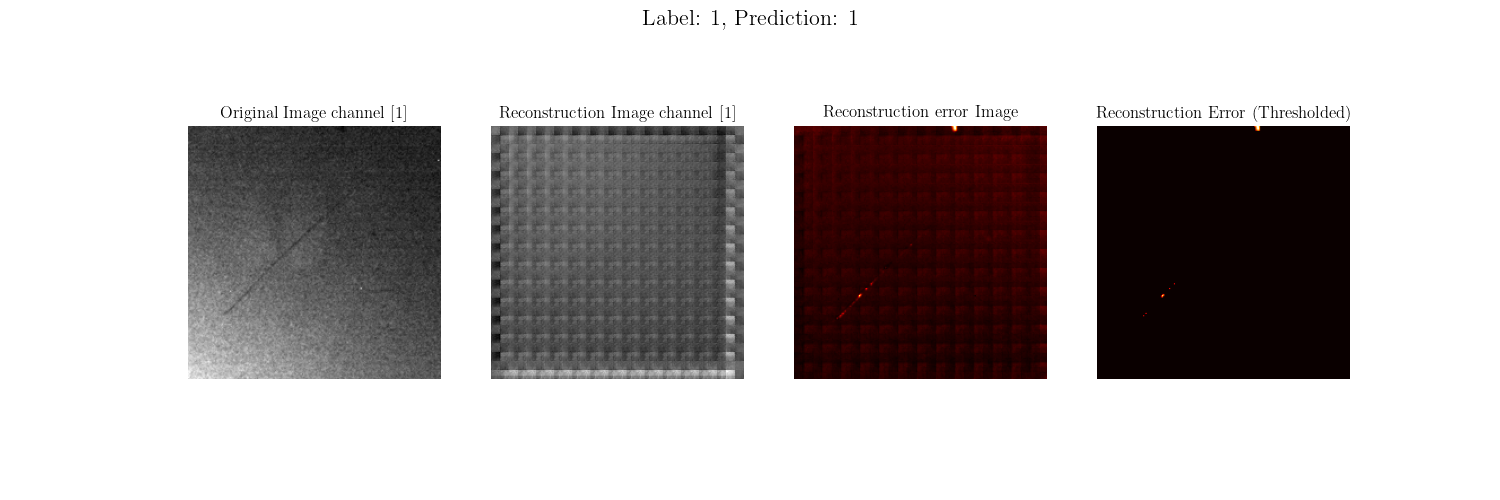 Label: 1, Prediction: 1
Original Image channel [1]
Reconstruction Image channel [1]
Reconstruction error Image
Reconstruction Error (Thresholded)